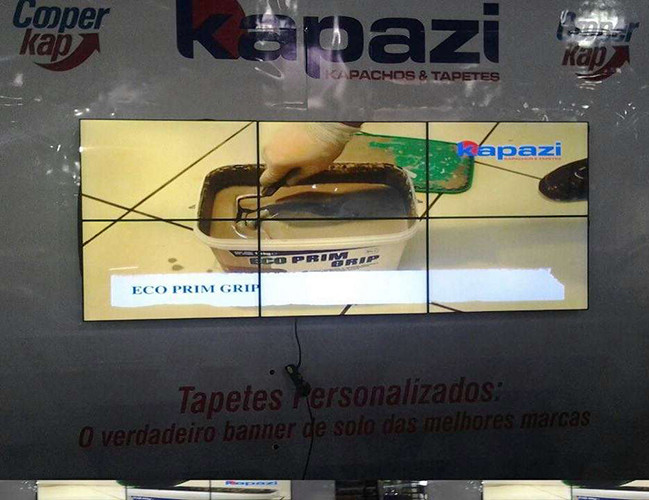 Cooper
kap
kapazi
KAPACHOS & TAPETES
Cooper
kap
kapazi
ECO PRIM
GRIP
ECO PRIM GRIP
Tapetes Personalizados:
O verdadeiro banner de solo das melhores marcas
kapazi